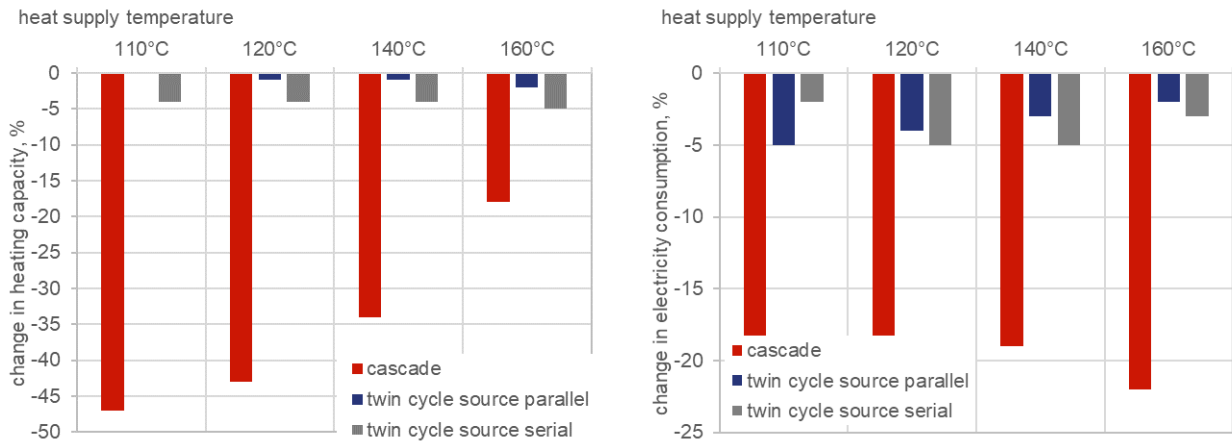 heat supply temperature
110°C 120°C 140°C 160°C
change in heating capacity, %
0
-5
-10
-15
-20
-25
-30
-35
-40
-45
-50
cascade
twin cycle source parallel
twin cycle source serial
heat supply temperature
110°C 120°C 140°C 160°C
change in electricity consumption, %
0
-5
-10
-15
-20
-25
cascade
twin cycle source parallel
twin cycle source serial